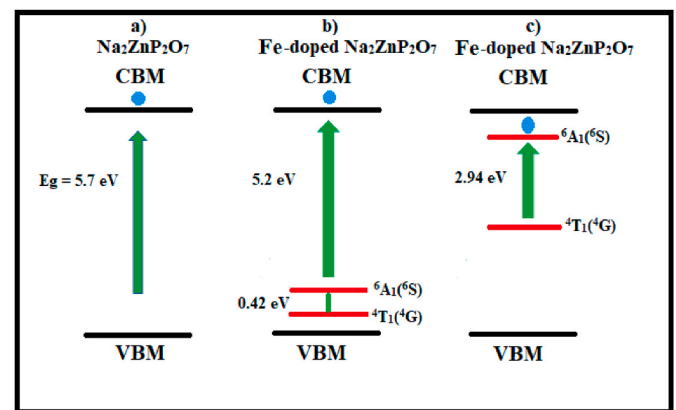 a)
Na₂ZnP₂O₇
CBM
Eg = 5.7 eV
VBM
b)
Fe-doped Na₂ZnP₂O₇
CBM
5.2 eV
⁶A₁(⁶S)
0.42 eV
⁴T₁(⁴G)
VBM
c)
Fe-doped Na₂ZnP₂O₇
CBM
⁶A₁(⁶S)
2.94 eV
⁴T₁(⁴G)
VBM